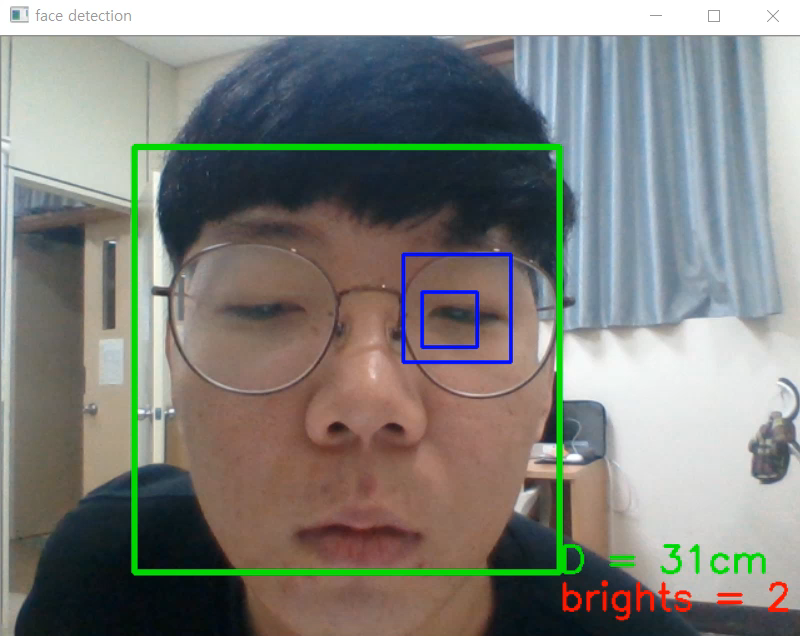 face detection
D = 31cm
brights = 2